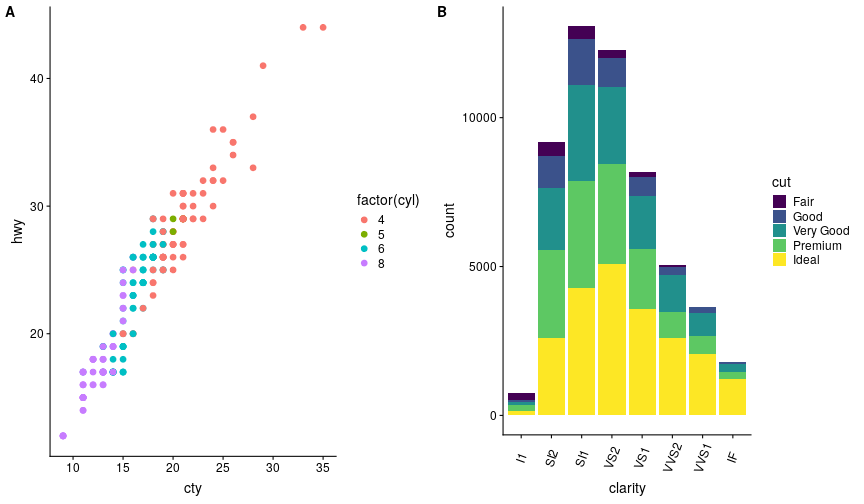 A
hwy
40
30
20
10 15 20 25 30 35
cty
factor(cyl)
4
5
6
8
B
count
10000
5000
0
I1 SI2 SI1 VS2 VS1 VVS2 VVS1 IF
clarity
cut
Fair
Good
Very Good
Premium
Ideal